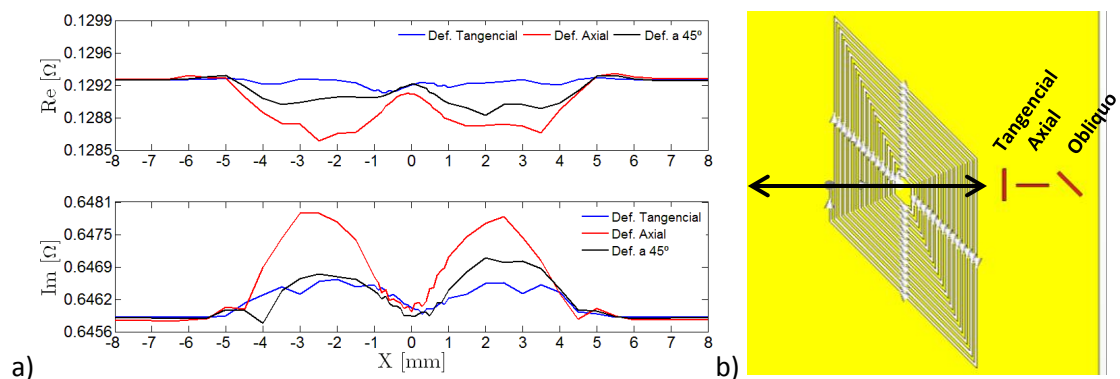 0.1299
0.1296
0.1292
0.1288
0.1285
Re [Ω]
Def. Tangencial Def. Axial Def. a 45º
-8 -7 -6 -5 -4 -3 -2 -1 0 1 2 3 4 5 6 7 8
0.6481
0.6475
0.6469
0.6462
0.6456
Im [Ω]
Def. Tangencial
Def. Axial
Def. a 45º
-8 -7 -6 -5 -4 -3 -2 -1 0 1 2 3 4 5 6 7 8
X [mm]
a)
Tangencial
Axial
Obliquo
b)